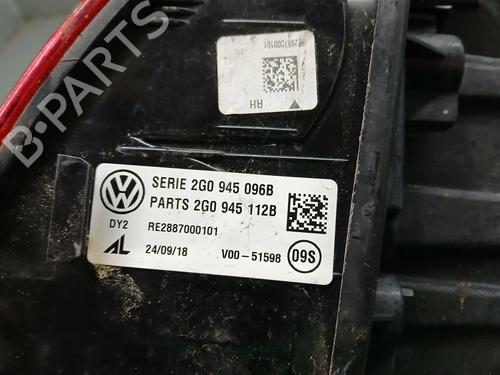 B-PARTS
RE2897000101
RH
SERIE 2G0 945 096B
PARTS 2G0 945 112B
DY2
RE2887000101
AL
24/09/18
V00-51598
09S